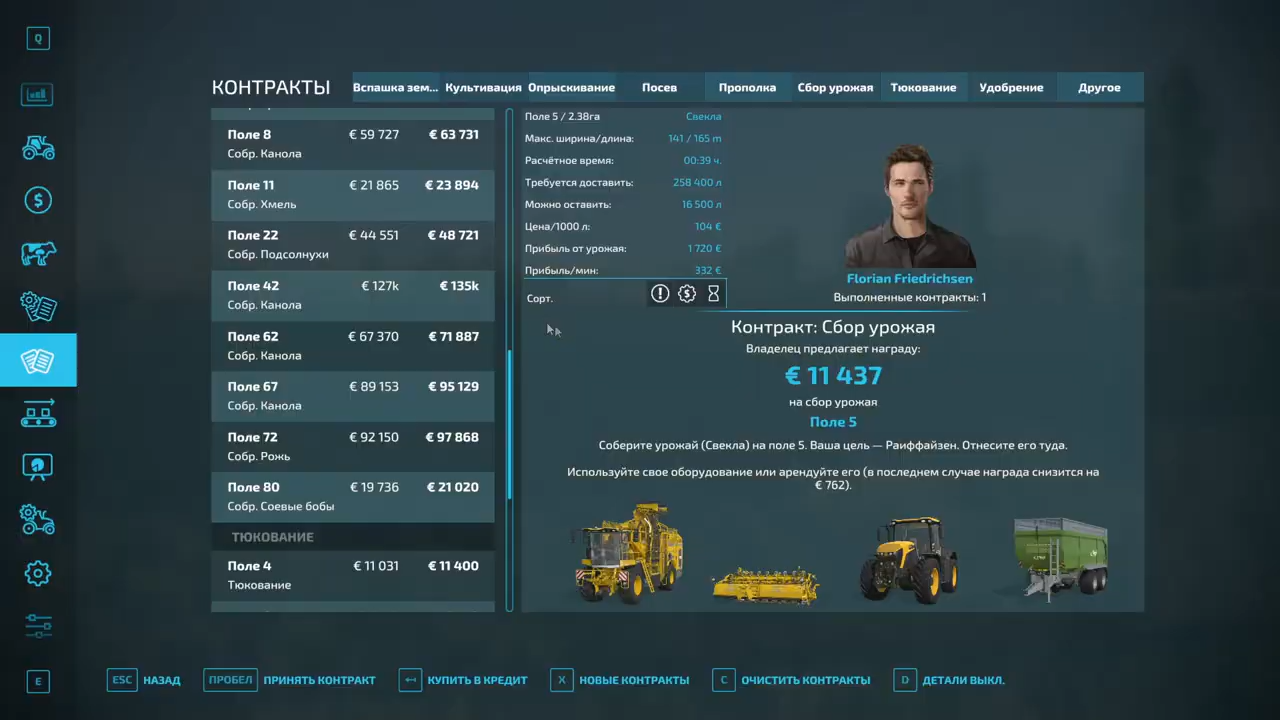 Q
КОНТРАКТЫ
Вспашка зем... Культивация Опрыскивание Посев Прополка Сбор урожая Тюкование Удобрение Другое
Поле 8 € 59 727 € 63 731
Собр. Канола
Поле 11 € 21 865 € 23 894
Собр. Хмель
Поле 22 € 44 551 € 48 721
Собр. Подсолнухи
Поле 42 € 127k € 135k
Собр. Канола
Поле 62 € 67 370 € 71 887
Собр. Канола
Поле 67 € 89 153 € 95 129
Собр. Канола
Поле 72 € 92 150 € 97 868
Собр. Рожь
Поле 80 € 19 736 € 21 020
Собр. Соевые бобы
ТЮКОВАНИЕ
Поле 4 € 11 031 € 11 400
Тюкование
Поле 5 / 2.38га Свекла
Макс. ширина/длина: 141 / 165 m
Расчётное время: 00:39 ч.
Требуется доставить: 258 400 л
Можно оставить: 16 500 л
Цена/1000 л: 104 €
Прибыль от урожая: 1 720 €
Прибыль/мин: 332 €
Сорт.
Florian Friedrichsen
Выполненные контракты: 1
Контракт: Сбор урожая
Владелец предлагает награду:
€ 11 437
на сбор урожая
Поле 5
Соберите урожай (Свекла) на поле 5. Ваша цель — Раиффайзен. Отнесите его туда.
Используйте свое оборудование или арендуйте его (в последнем случае награда снизится на
€ 762).
E
ESC НАЗАД ПРОБЕЛ ПРИНЯТЬ КОНТРАКТ КУПИТЬ В КРЕДИТ X НОВЫЕ КОНТРАКТЫ C ОЧИСТИТЬ КОНТРАКТЫ D ДЕТАЛИ ВЫКЛ.